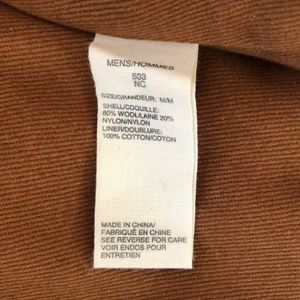 MENS/HOMMES
503
NC
SIZE/GRANDEUR: M/M
SHELL/COQUILLE:
80% WOOL/LAINE 20%
NYLON/NYLON
LINER/DOUBLURE:
100% COTTON/COTON
MADE IN CHINA/
FABRIQUÉ EN CHINE
SEE REVERSE FOR CARE
VOIR ENDOS POUR
ENTRETIEN